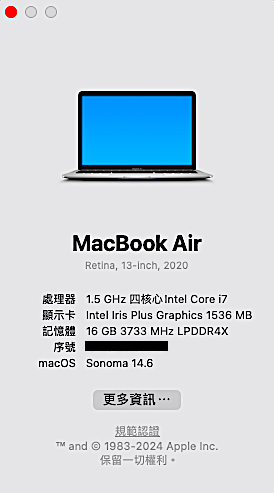 MacBook Air
Retina, 13-inch, 2020
處理器 1.5 GHz 四核心Intel Core i7
顯示卡 Intel Iris Plus Graphics 1536 MB
記憶體 16 GB 3733 MHz LPDDR4X
序號
macOS Sonoma 14.6
更多資訊⋯
規範認證
™ and © 1983-2024 Apple Inc.
保留一切權利。